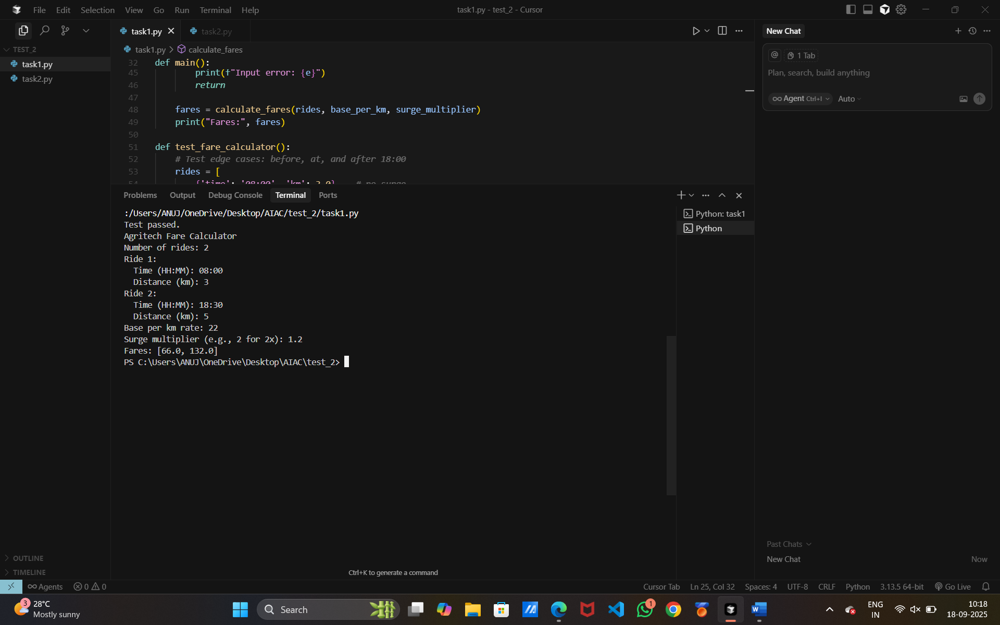 File Edit Selection View Go Run Terminal Help
task1.py - test_2 - Cursor
task1.py
task2.py
New Chat
TEST_2
task1.py
task2.py
task1.py > calculate_fares
32 def main():
45 print(f"Input error: {e}")
46 return
47
48 fares = calculate_fares(rides, base_per_km, surge_multiplier)
49 print("Fares:", fares)
50
51 def test_fare_calculator():
52 # Test edge cases: before, at, and after 18:00
53 rides = [
54 {'time': '08:00', 'km': 3.0}, # no surge
@ 1 Tab
Plan, search, build anything
Agent Ctrl+I Auto
Problems Output Debug Console Terminal Ports
:/Users/ANUJ/OneDrive/Desktop/AIAC/test_2/task1.py
Test passed.
Agritech Fare Calculator
Number of rides: 2
Ride 1:
Time (HH:MM): 08:00
Distance (km): 3
Ride 2:
Time (HH:MM): 18:30
Distance (km): 5
Base per km rate: 22
Surge multiplier (e.g., 2 for 2x): 1.2
Fares: [66.0, 132.0]
PS C:\Users\ANUJ\OneDrive\Desktop\AIAC\test_2>
Python: task1
Python
Past Chats
New Chat Now
OUTLINE
TIMELINE
Ctrl+K to generate a command
Agents 0 0
Cursor Tab Ln 25, Col 32 Spaces: 4 UTF-8 CRLF Python 3.13.5 64-bit Go Live
3
28°C
Mostly sunny
Search
1
ENG
IN
10:18
18-09-2025